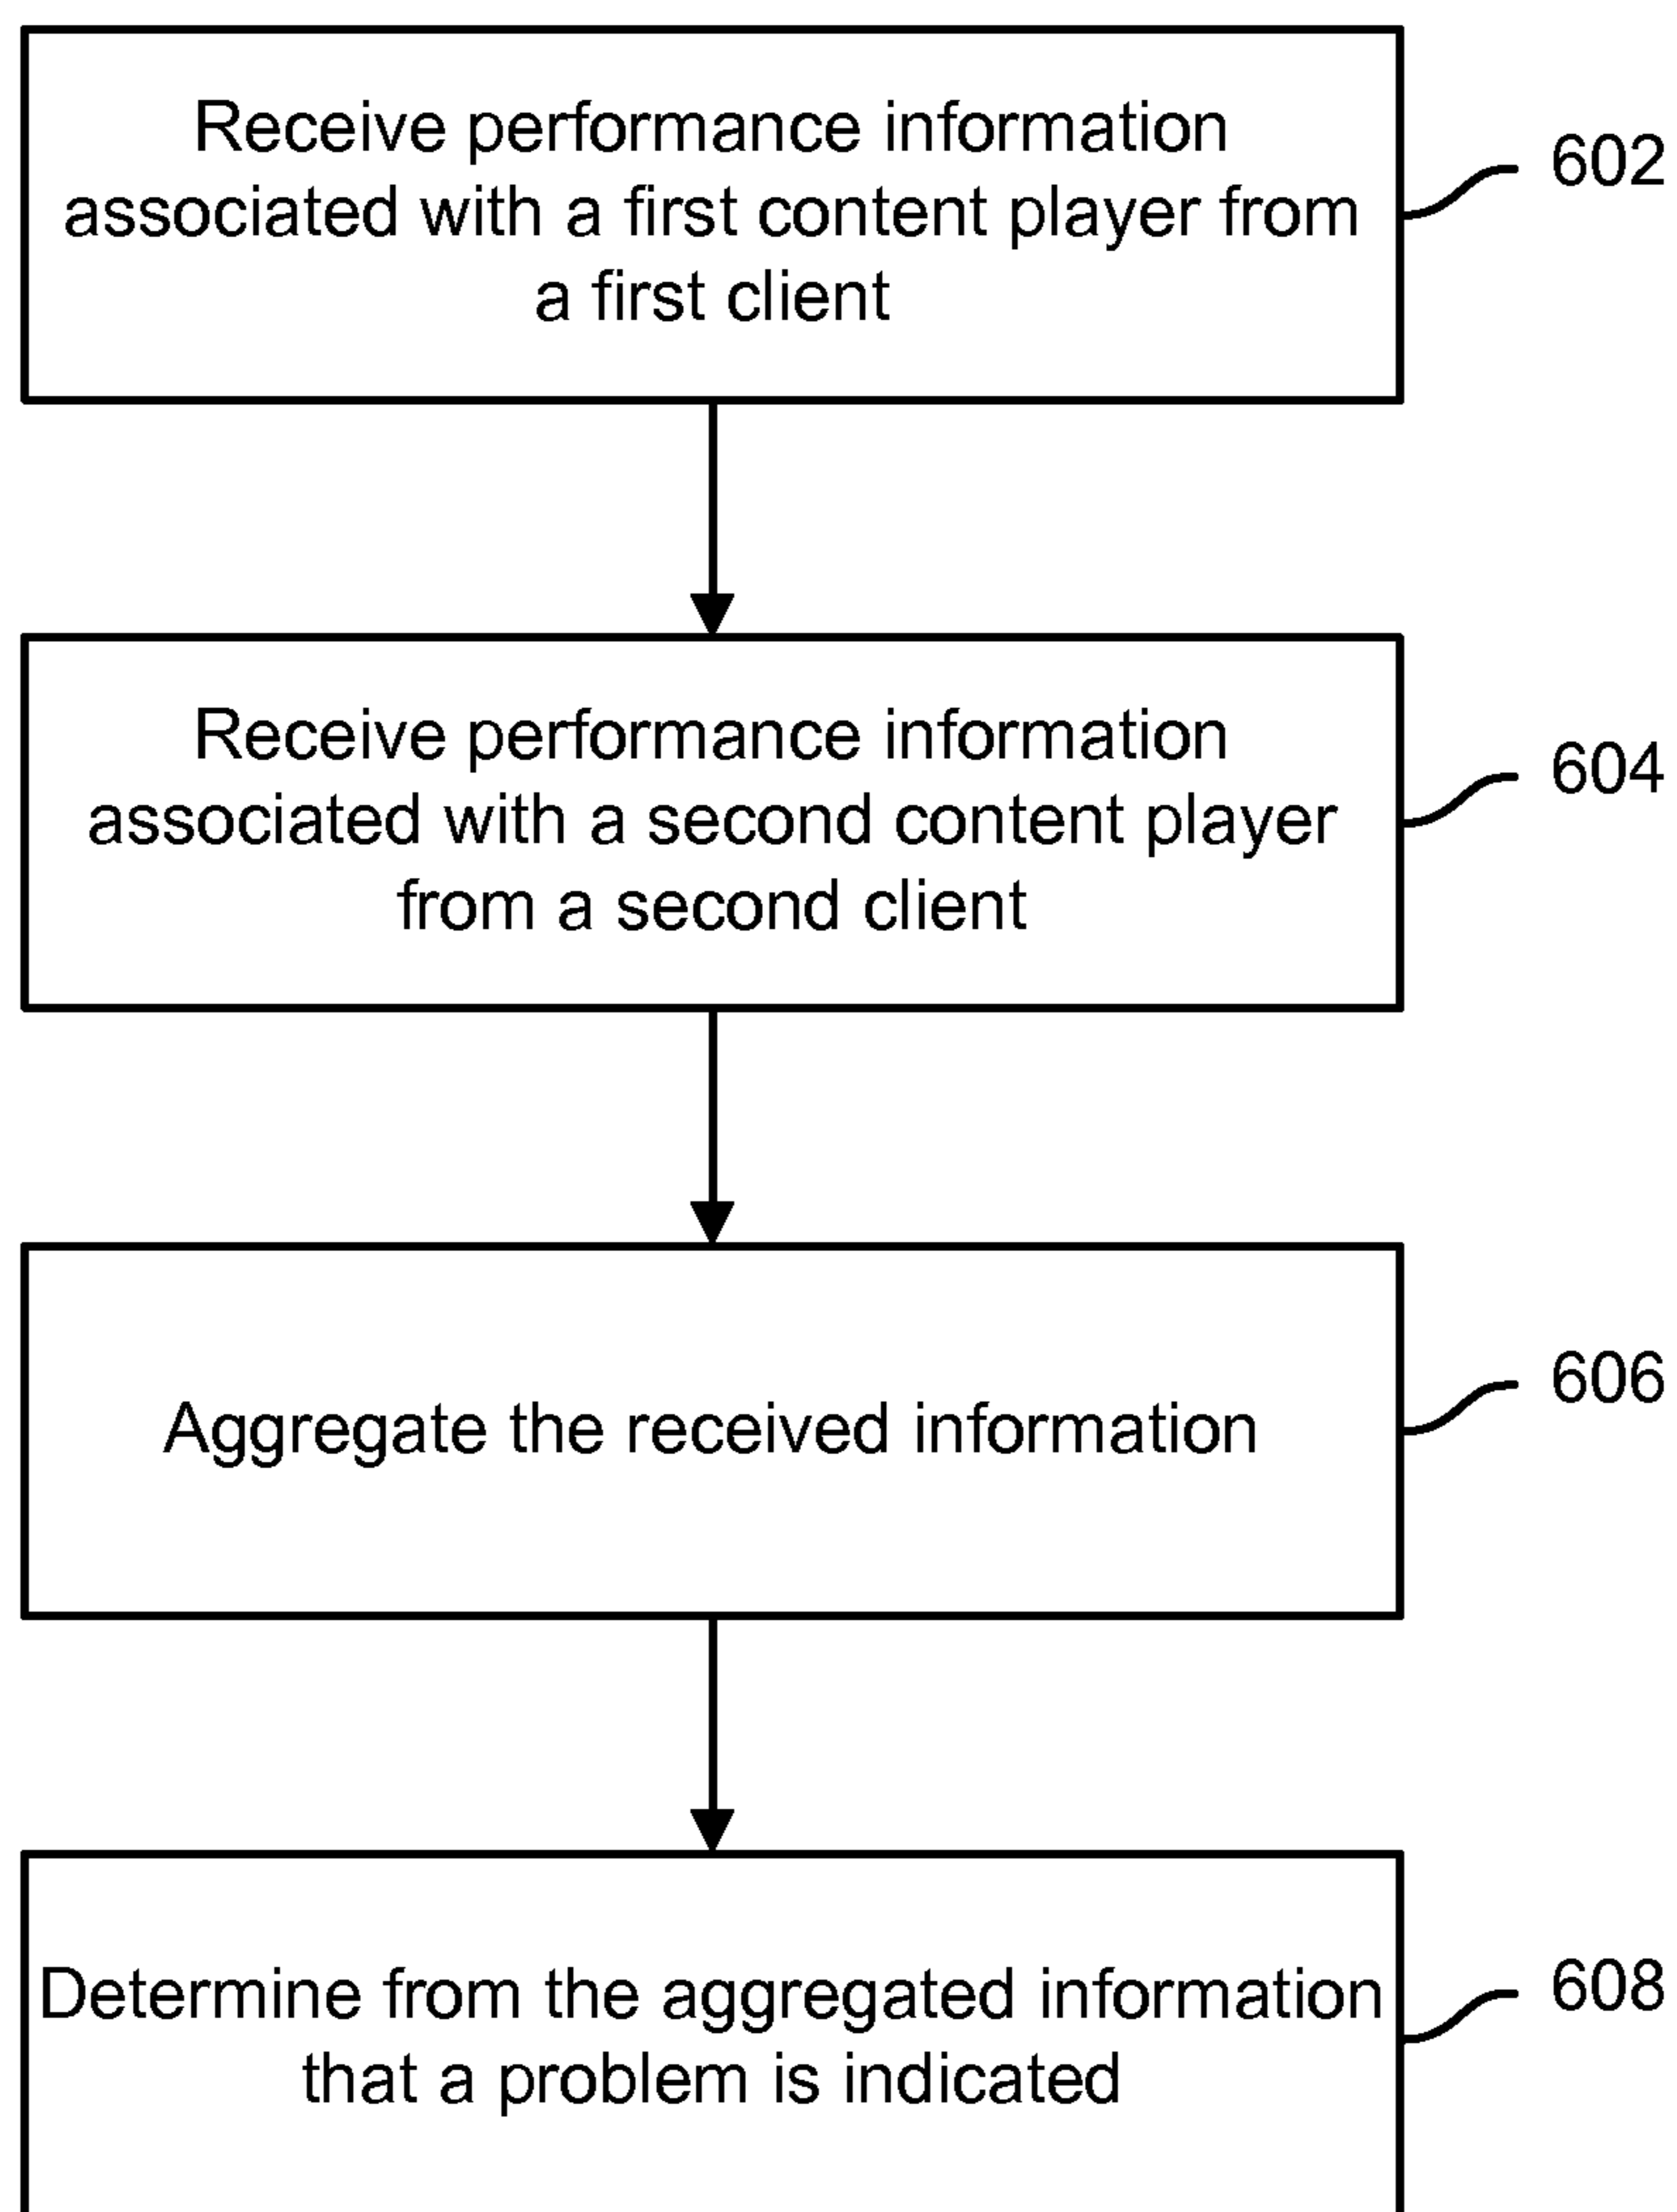 Receive performance information
associated with a first content player from
a first client
602
Receive performance information
associated with a second content player
from a second client
604
Aggregate the received information
606
Determine from the aggregated information
that a problem is indicated
608